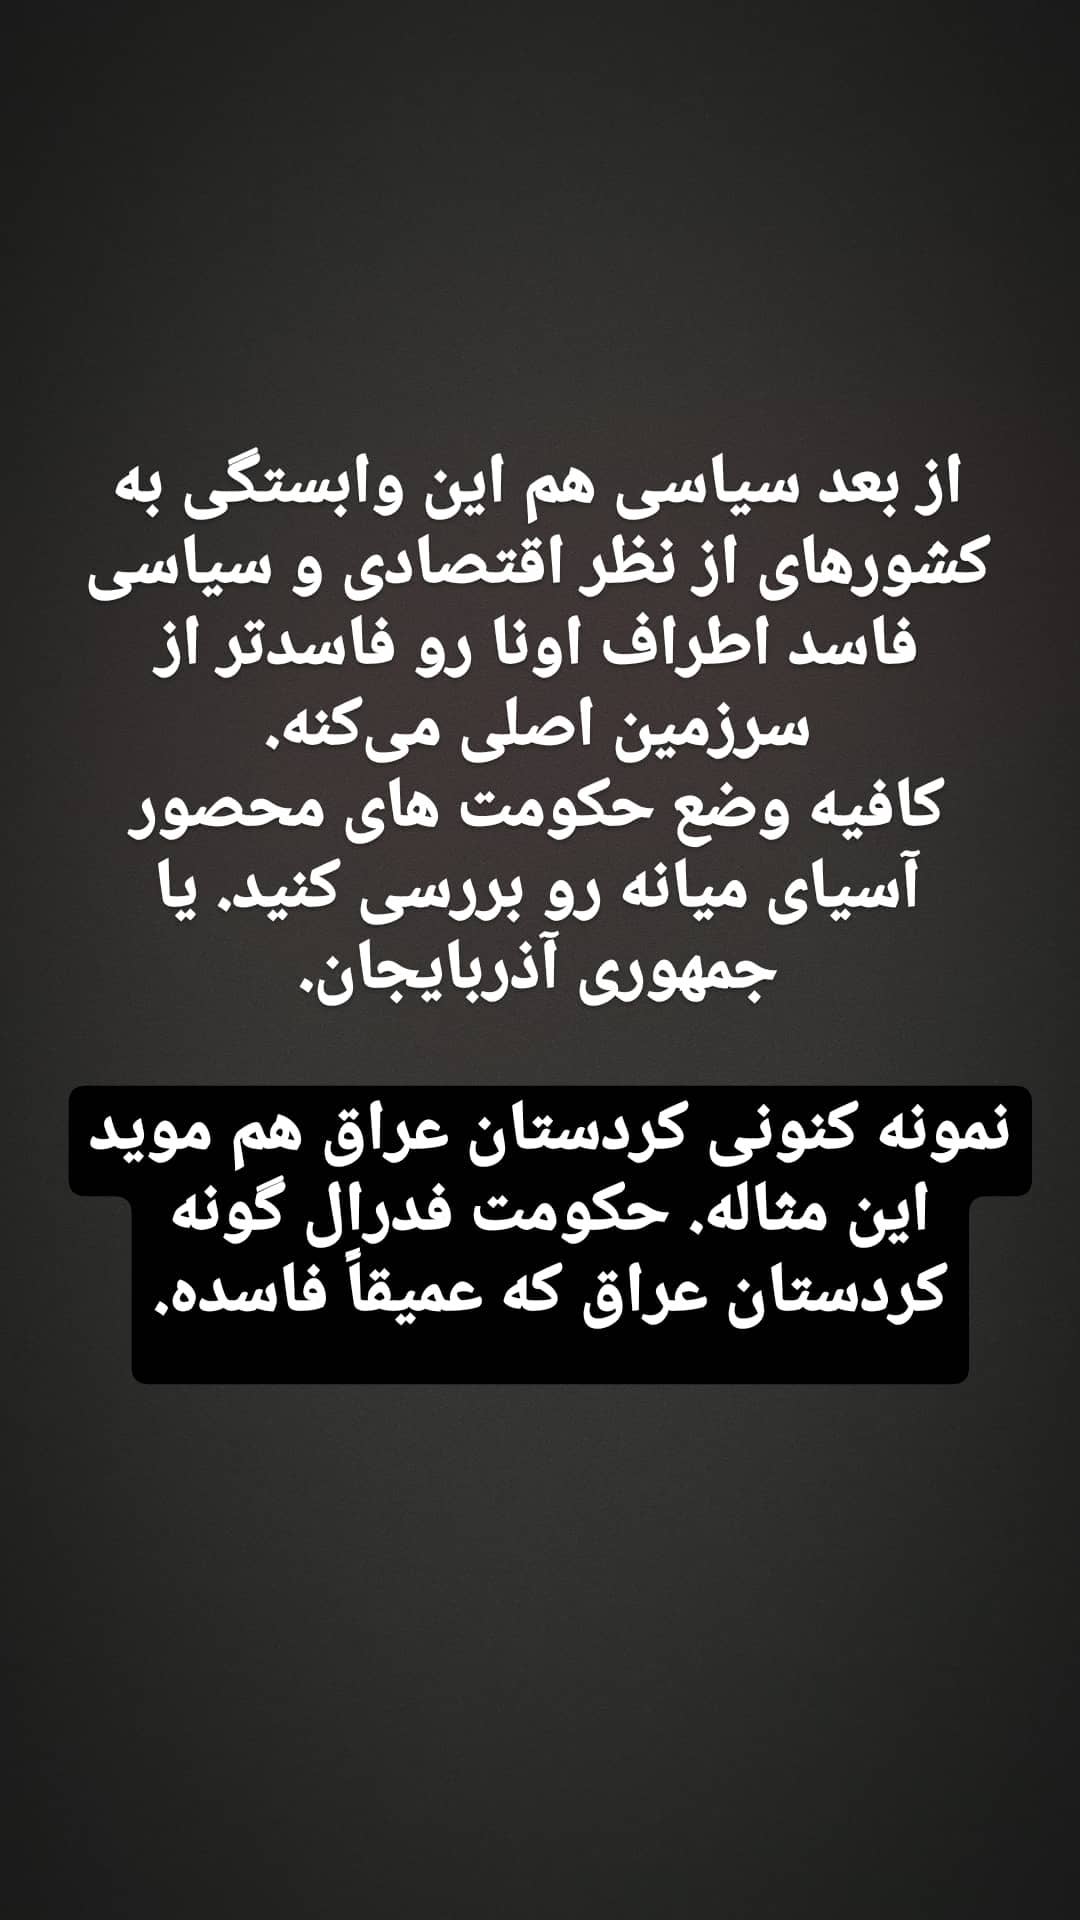 از بعد سیاسی هم این وابستگی به
کشورهای از نظر اقتصادی و سیاسی
فاسد اطراف اونا رو فاسدتر از
سرزمین اصلی می‌کنه.
کافیه وضع حکومت های محصور
آسیای میانه رو بررسی کنید. یا
جمهوری آذربایجان.
نمونه کنونی کردستان عراق هم موید
این مثاله. حکومت فدرال گونه
کردستان عراق که عمیقاً فاسده.